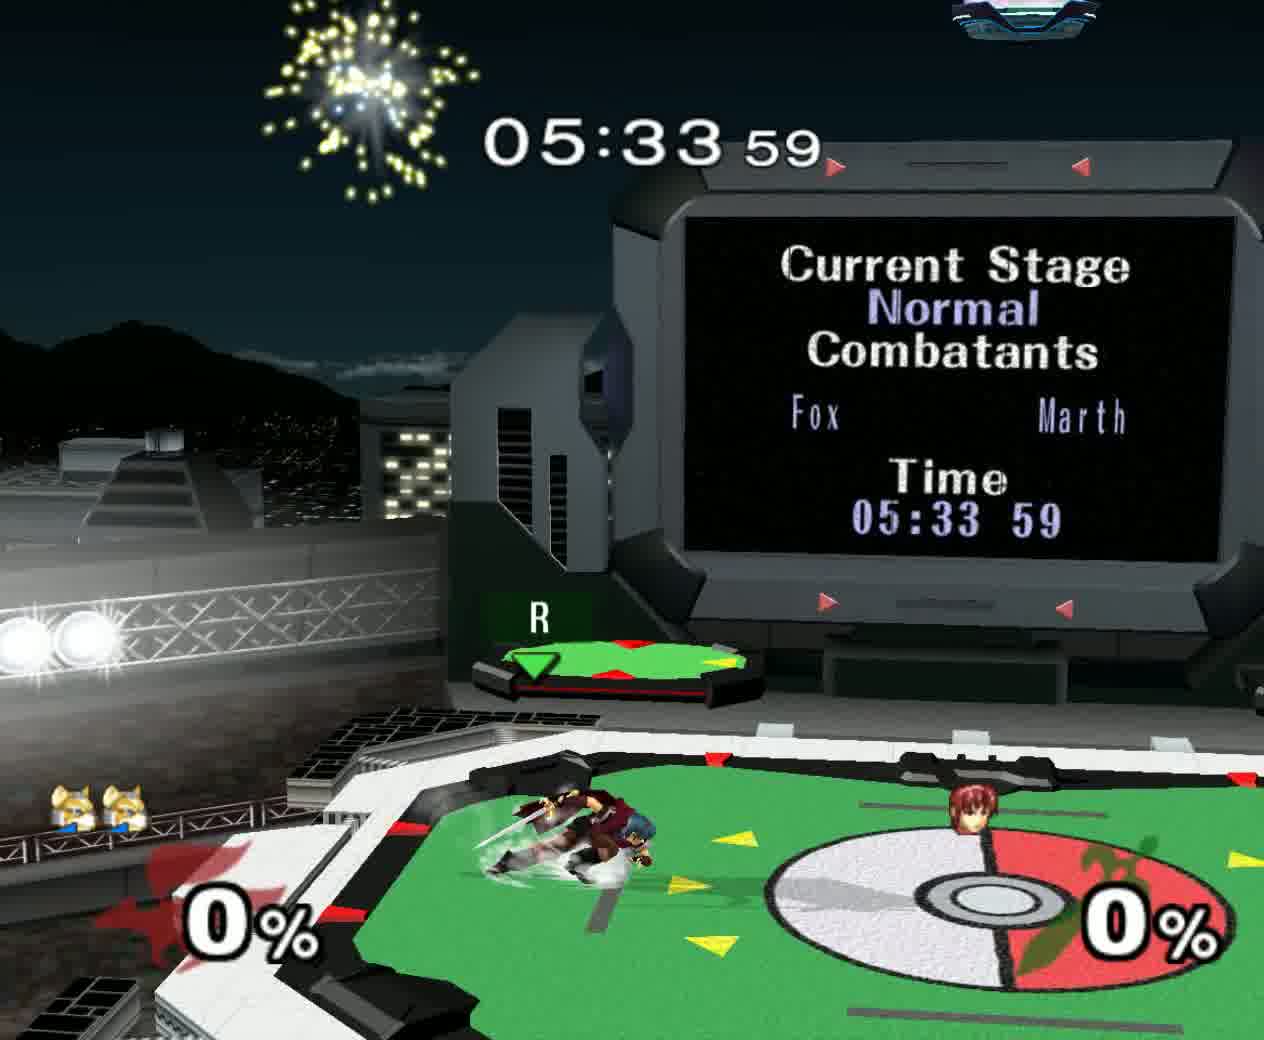 05:33 59
Current Stage
Normal
Combatants
Fox Marth
Time
05:33 59
R
0% 0%